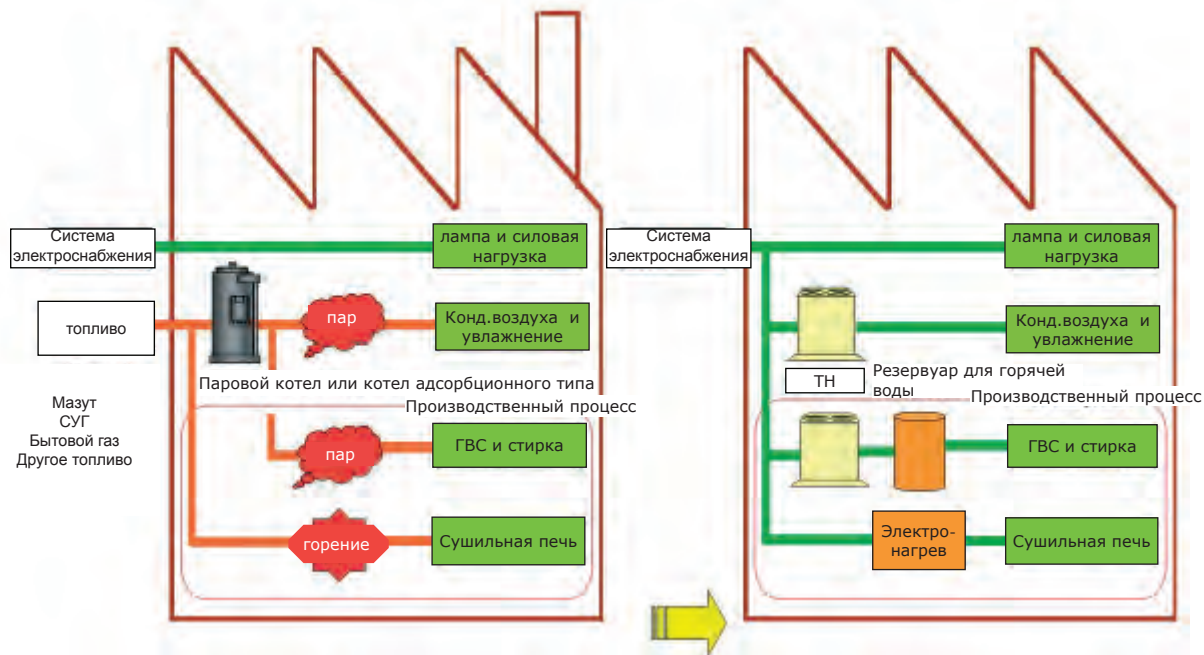 Система
электроснабжения
лампа и силовая
нагрузка
топливо
пар
Конд.воздуха и
увлажнение
Паровой котел или котел адсорбционного типа
Производственный процесс
Мазут
СУГ
Бытовой газ
Другое топливо
пар
ГВС и стирка
горение
Сушильная печь
Система
электроснабжения
лампа и силовая
нагрузка
Конд.воздуха и
увлажнение
ТН
Резервуар для горячей
воды
Производственный процесс
ГВС и стирка
Электро-
нагрев
Сушильная печь